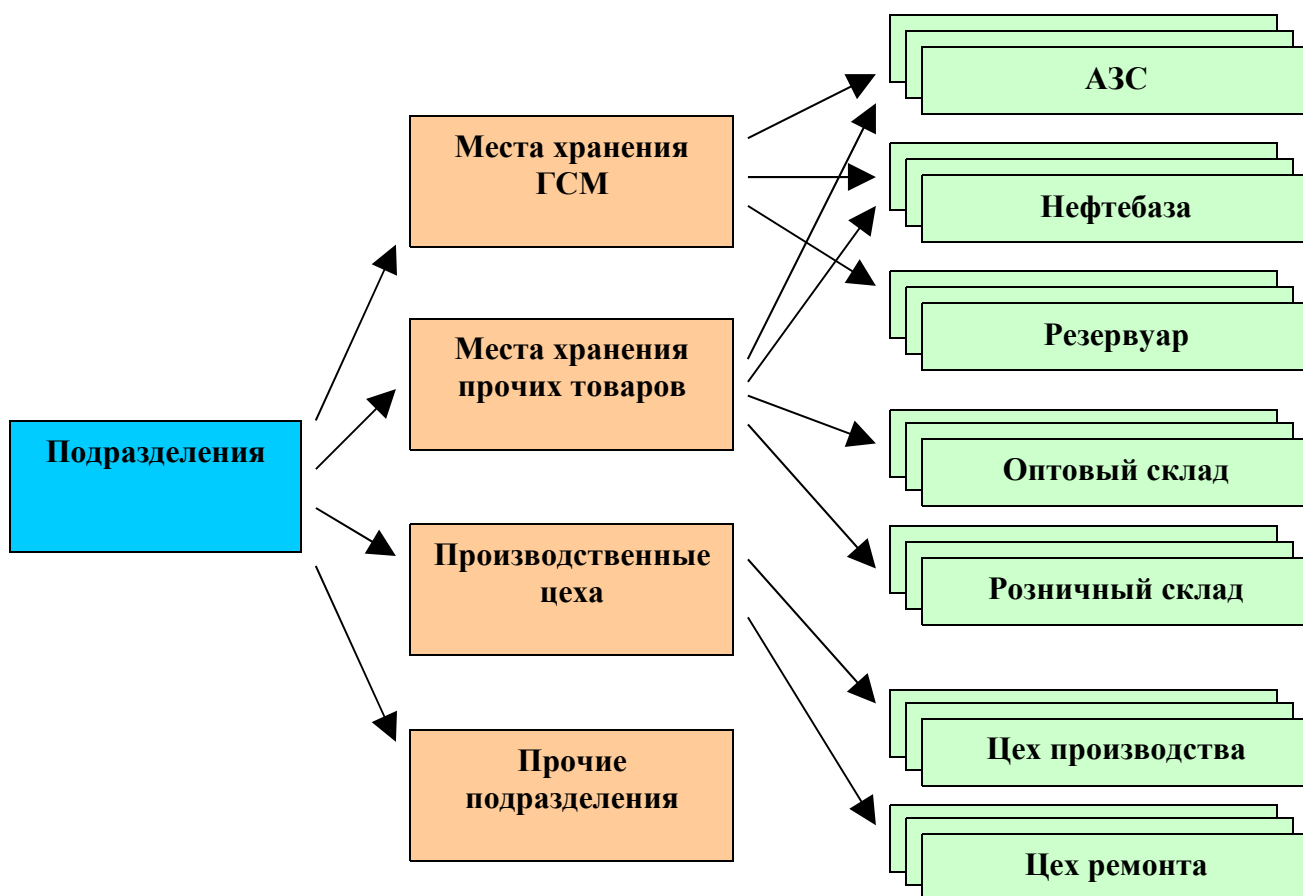 Подразделения
Места хранения
ГСМ
Места хранения
прочих товаров
Производственные
цеха
Прочие
подразделения
АЗС
Нефтебаза
Резервуар
Оптовый склад
Розничный склад
Цех производства
Цех ремонта